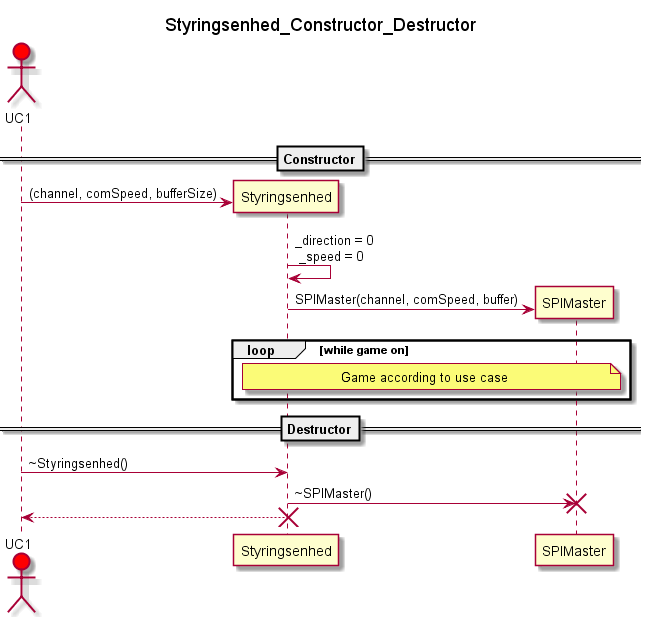 Styringsenhed_Constructor_Destructor
UC1
Constructor
(channel, comSpeed, bufferSize)
Styringsenhed
_direction = 0
_speed = 0
SPIMaster(channel, comSpeed, buffer)
SPIMaster
loop [while game on]
Game according to use case
Destructor
~Styringsenhed()
~SPIMaster()
UC1
Styringsenhed
SPIMaster